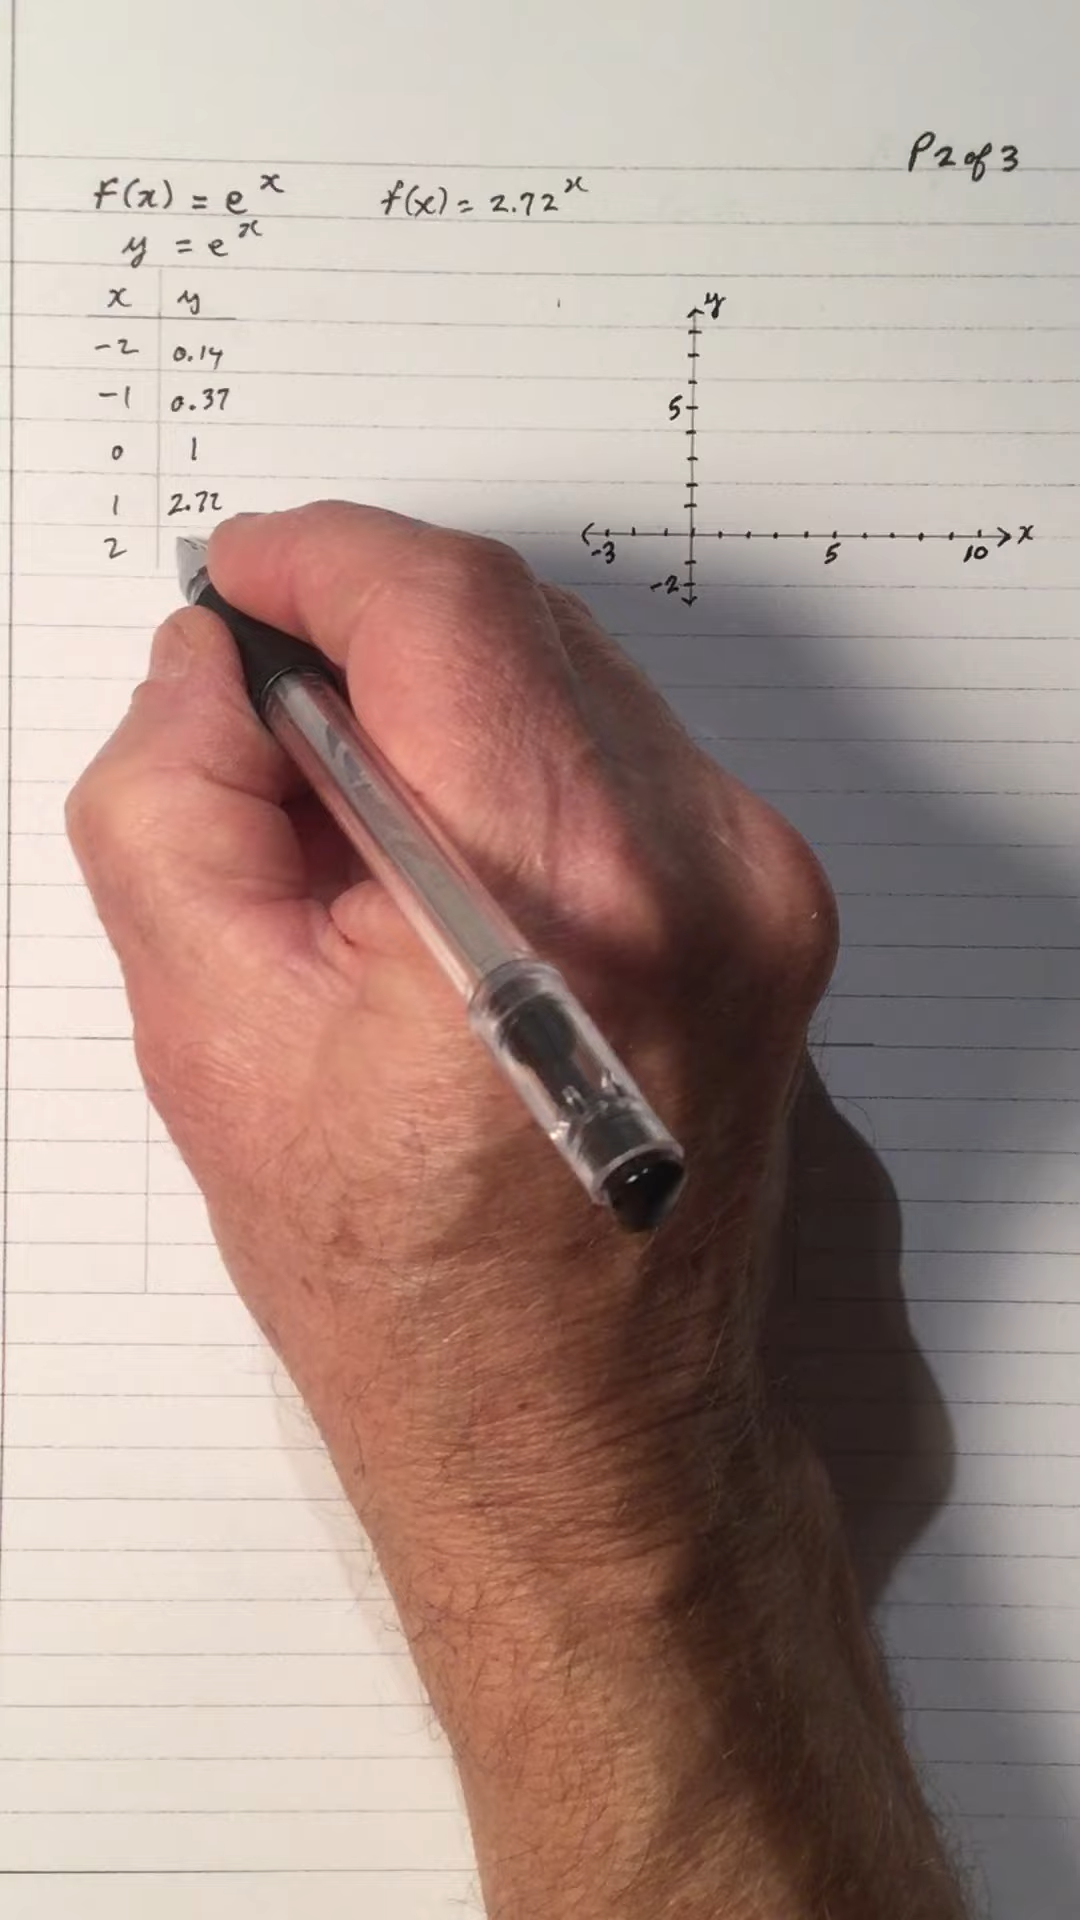 P2 of 3
f(x) = e^x f(x) = 2.72^x
y = e^x
x y
-2 0.14
-1 0.37
0 1
1 2.72
2
y
5
-3 5 10 x
-2